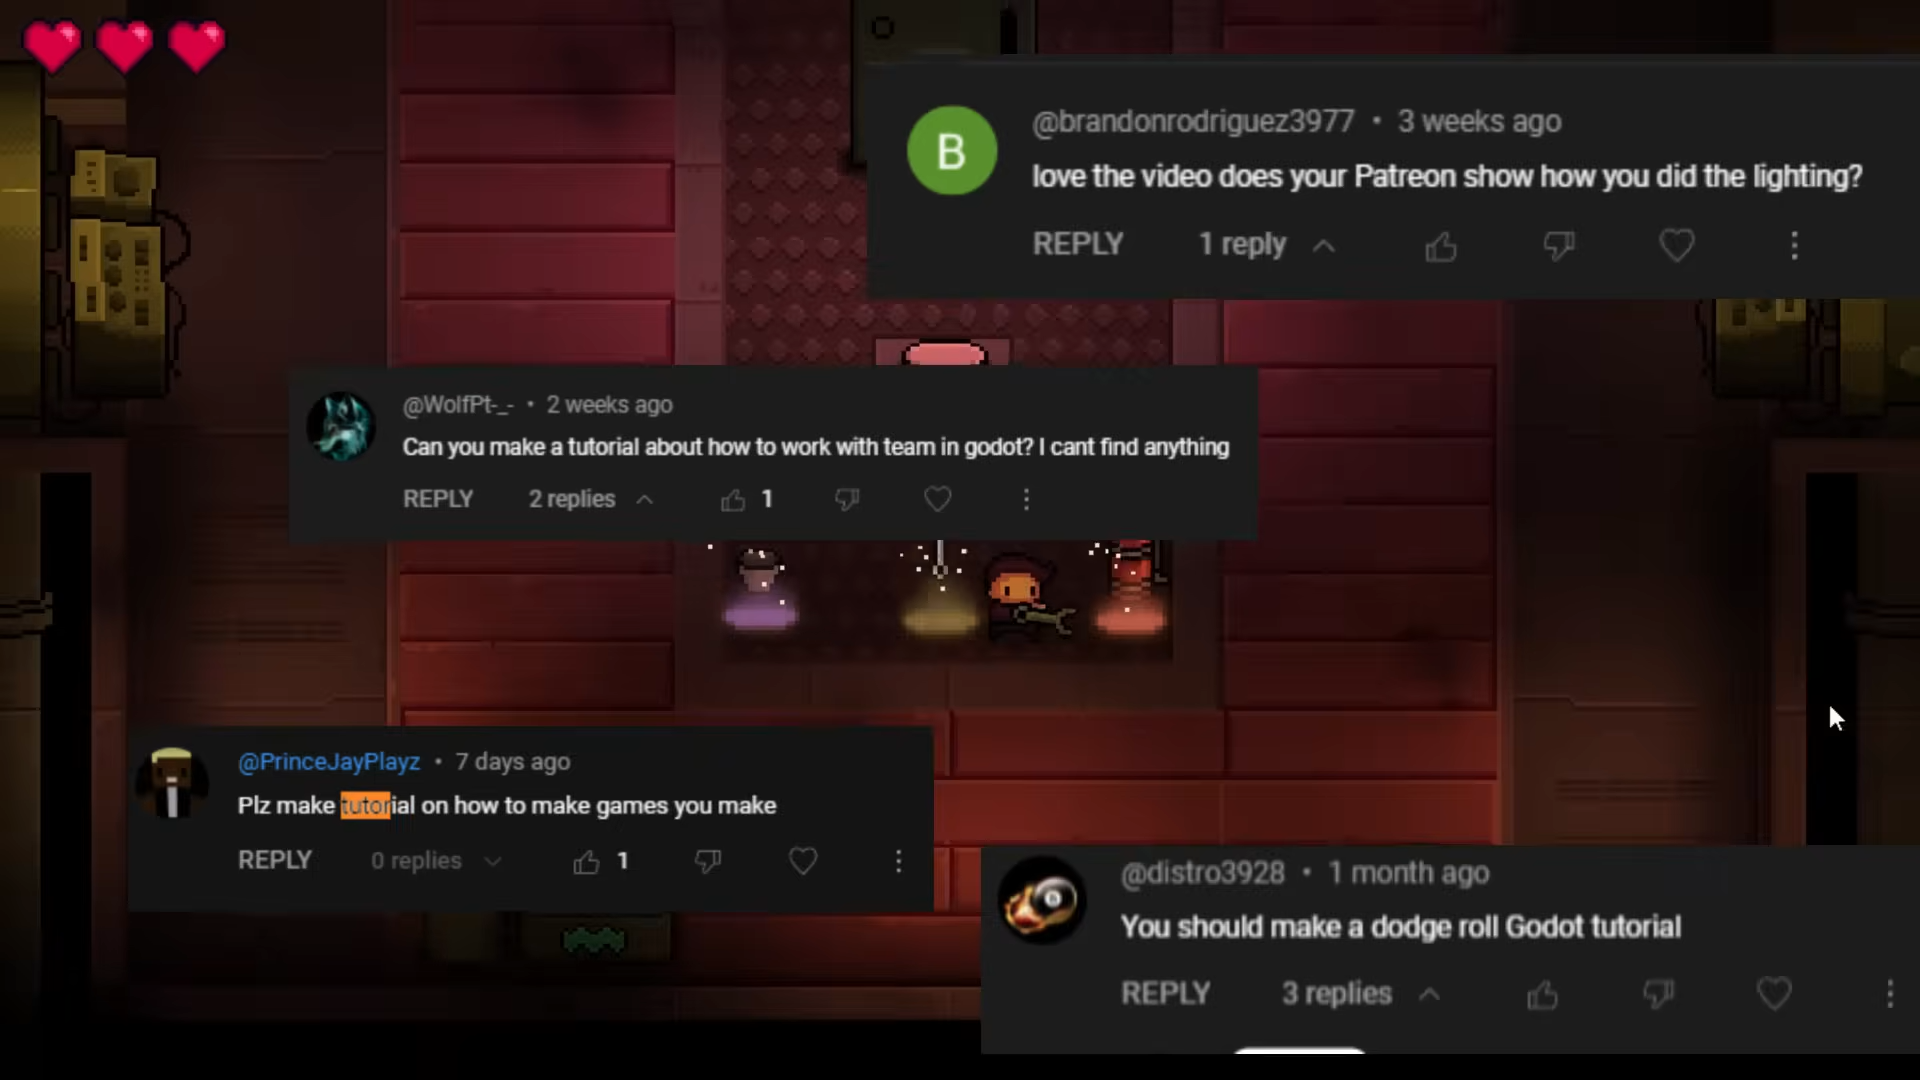 B
@brandonrodriguez3977 • 3 weeks ago
love the video does your Patreon show how you did the lighting?
REPLY 1 reply
@WolfPt-_- • 2 weeks ago
Can you make a tutorial about how to work with team in godot? I cant find anything
REPLY 2 replies 1
@PrinceJayPlayz • 7 days ago
Plz make tutorial on how to make games you make
REPLY 0 replies 1
@distro3928 • 1 month ago
You should make a dodge roll Godot tutorial
REPLY 3 replies